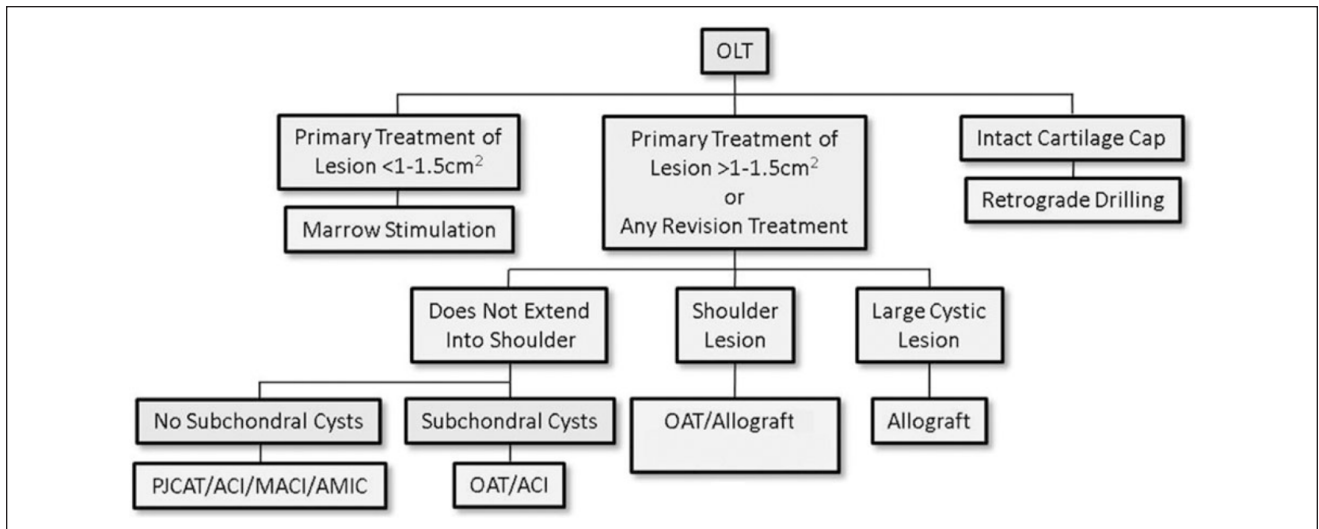 OLT
Primary Treatment of
Lesion <1-1.5cm²
Marrow Stimulation
Primary Treatment of
Lesion >1-1.5cm²
or
Any Revision Treatment
Intact Cartilage Cap
Retrograde Drilling
Does Not Extend
Into Shoulder
Shoulder
Lesion
Large Cystic
Lesion
No Subchondral Cysts
Subchondral Cysts
OAT/Allograft
Allograft
PJCAT/ACI/MACI/AMIC
OAT/ACI